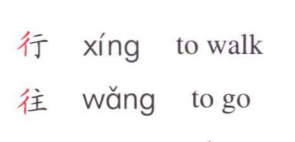 行 xíng to walk
往 wǎng to go